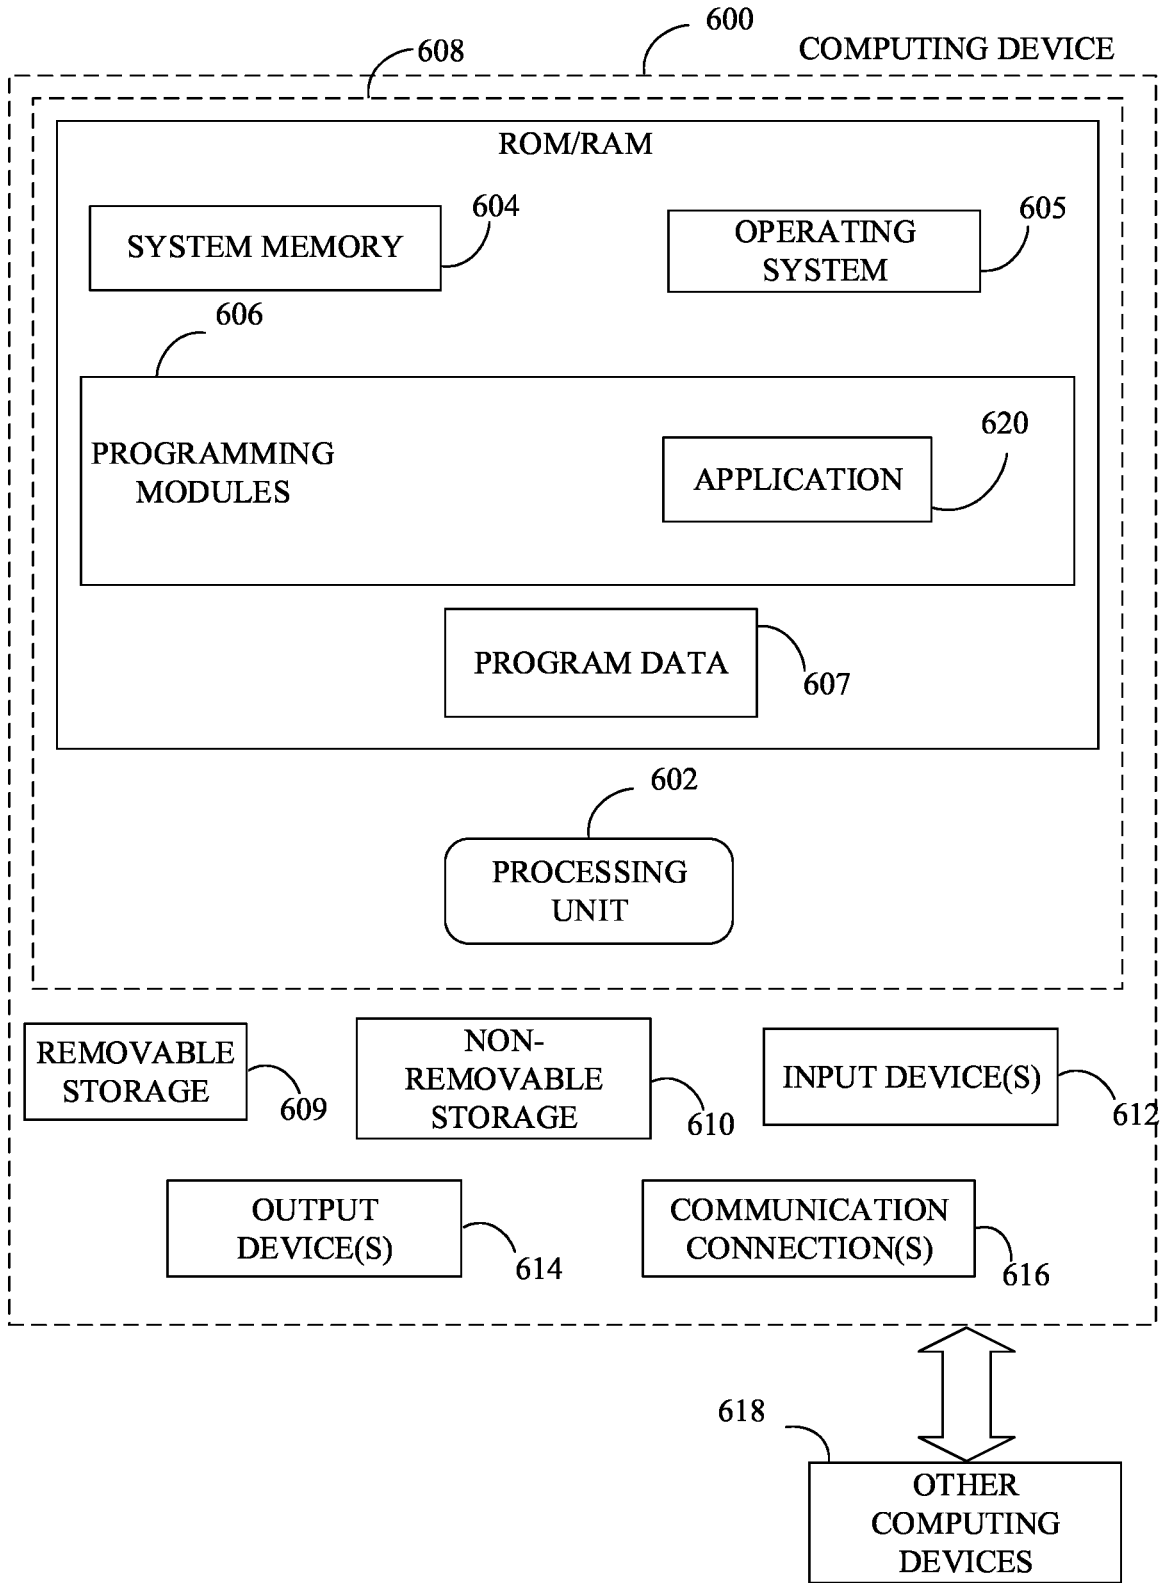 600
COMPUTING DEVICE
608
ROM/RAM
604
SYSTEM MEMORY
605
OPERATING
SYSTEM
606
PROGRAMMING
MODULES
620
APPLICATION
PROGRAM DATA
607
602
PROCESSING
UNIT
REMOVABLE
STORAGE
609
NON-
REMOVABLE
STORAGE
610
INPUT DEVICE(S)
612
OUTPUT
DEVICE(S)
614
COMMUNICATION
CONNECTION(S)
616
618
OTHER
COMPUTING
DEVICES